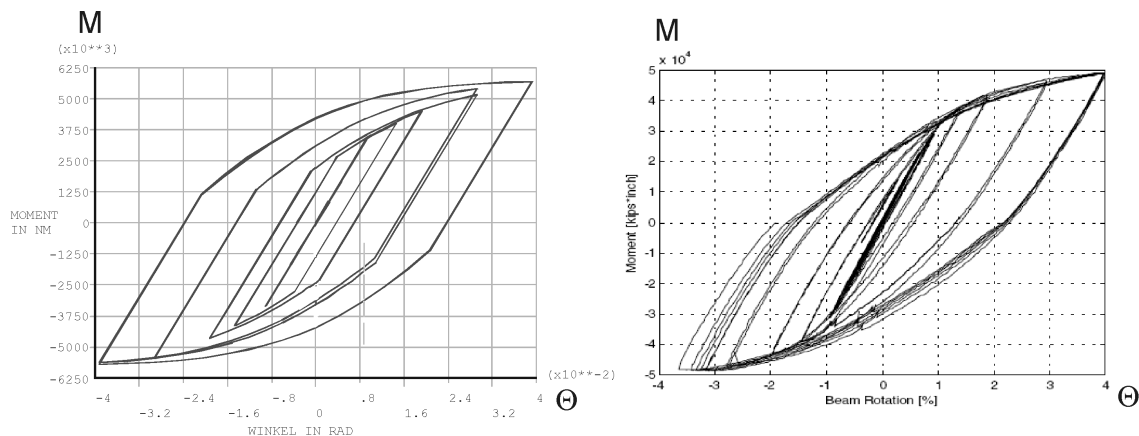 M
(x10**3)
6250
5000
3750
2500
1250
0
-1250
-2500
-3750
-5000
-6250
MOMENT
IN NM
-4 -2.4 -.8 .8 2.4 4
-3.2 -1.6 0 1.6 3.2
(x10**-2)
Θ
WINKEL IN RAD
M
x 10⁴
5
4
3
2
1
0
-1
-2
-3
-4
-5
Moment [kips*inch]
-4 -3 -2 -1 0 1 2 3 4
Beam Rotation [%]
Θ